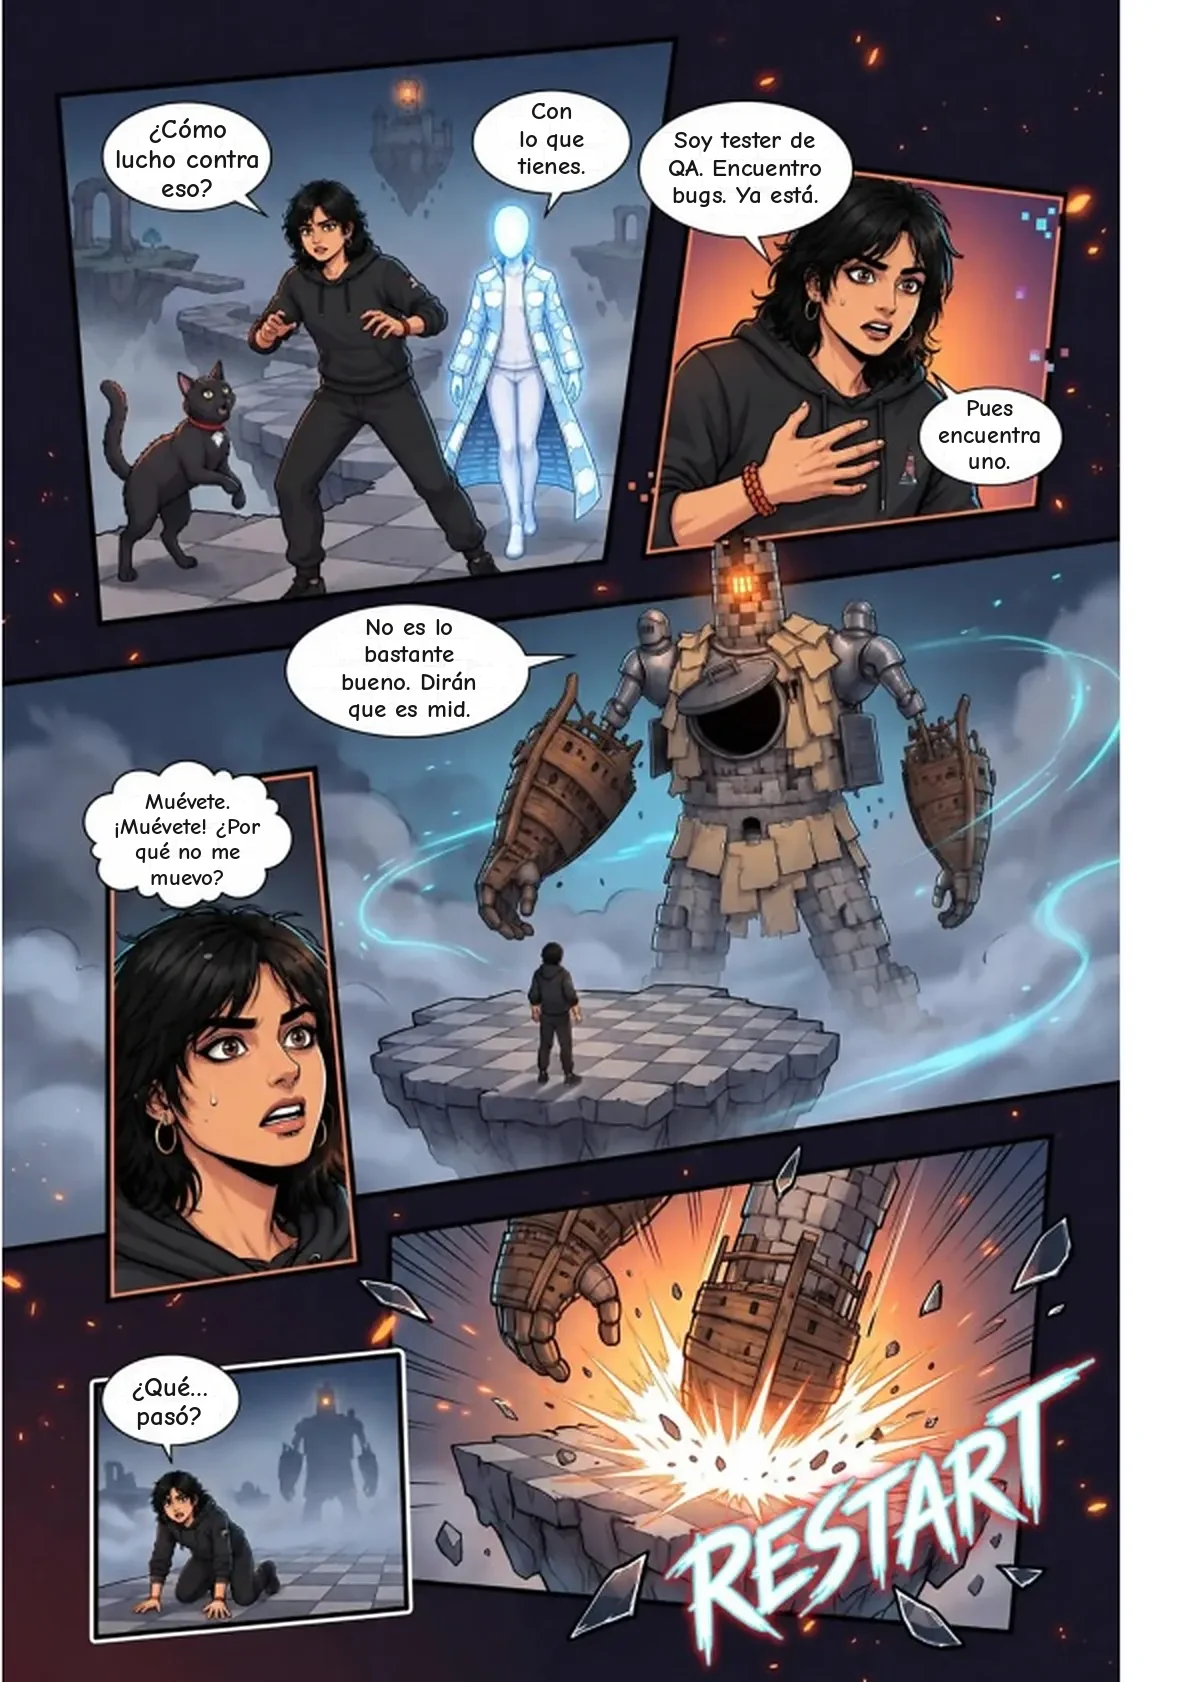 ¿Cómo
lucho contra
eso?
Con
lo que
tienes.
Soy tester de
QA. Encuentro
bugs. Ya está.
Pues
encuentra
uno.
No es lo
bastante
bueno. Dirán
que es mid.
Muévete.
¡Muévete! ¿Por
qué no me
muevo?
RESTART
¿Qué...
pasó?